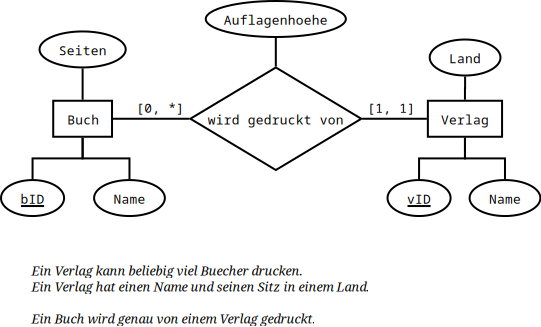 Auflagenhoehe
Seiten
Land
Buch
[0, *]
wird gedruckt von
[1, 1]
Verlag
bID
Name
vID
Name
Ein Verlag kann beliebig viel Buecher drucken.
Ein Verlag hat einen Name und seinen Sitz in einem Land.
Ein Buch wird genau von einem Verlag gedruckt.